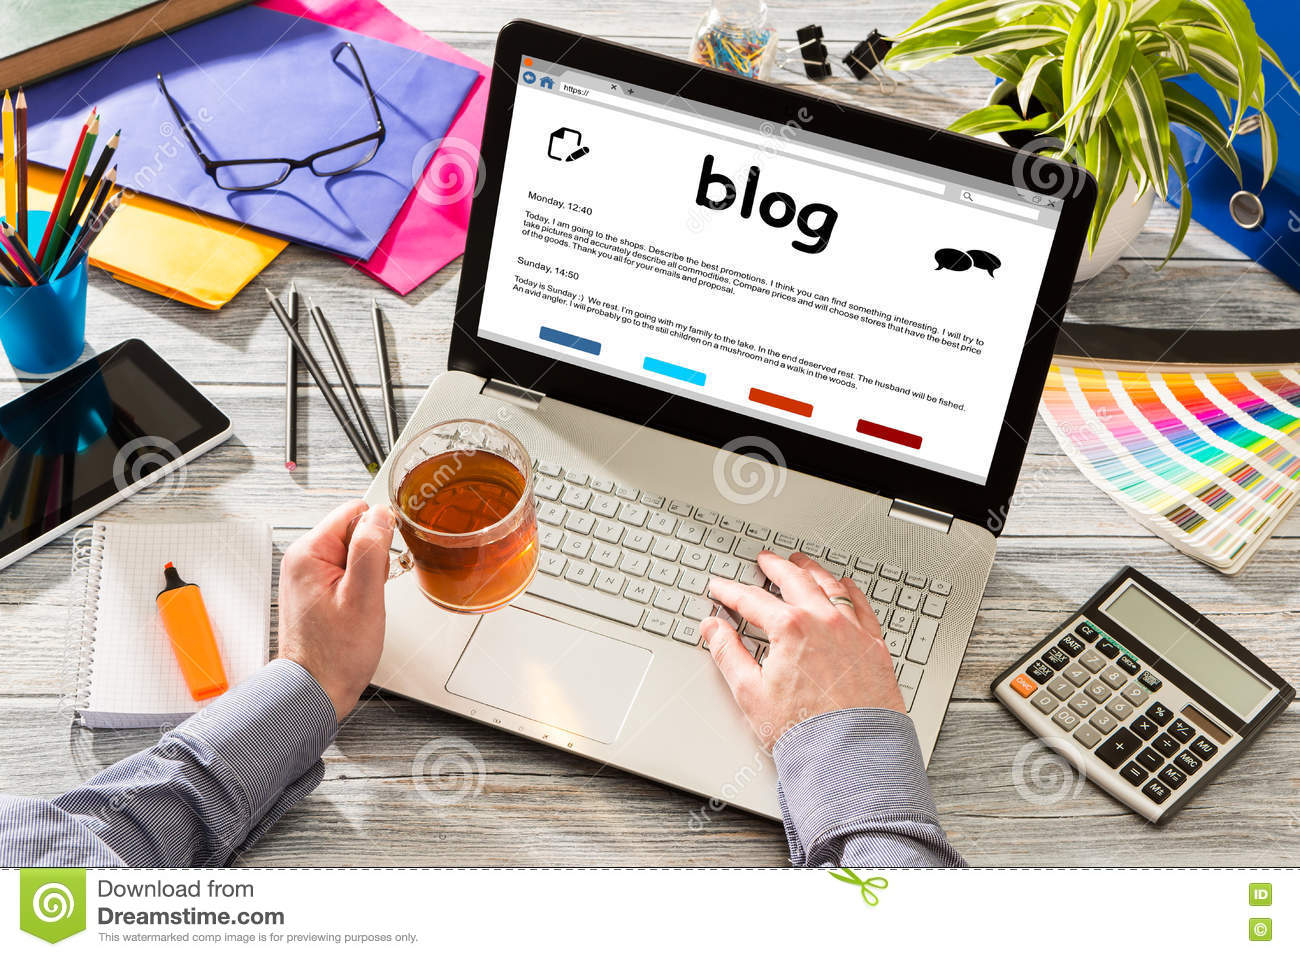 https://
blog
Monday, 12:40
Today, I am going to the shops. Describe the best promotions. I think you can find something interesting. I will try to
take pictures and accurately describe all commodities. Compare prices and will choose stores that have the best price
of the goods. Thank you all for your emails and proposal.
Sunday, 14:50
Today is Sunday :) We rest. I'm going with my family to the lake. In the end deserved rest. The husband will be fished.
An avid angler. I will probably go to the still children on a mushroom and a walk in the woods.
Download from
Dreamstime.com
This watermarked comp image is for previewing purposes only.
ID